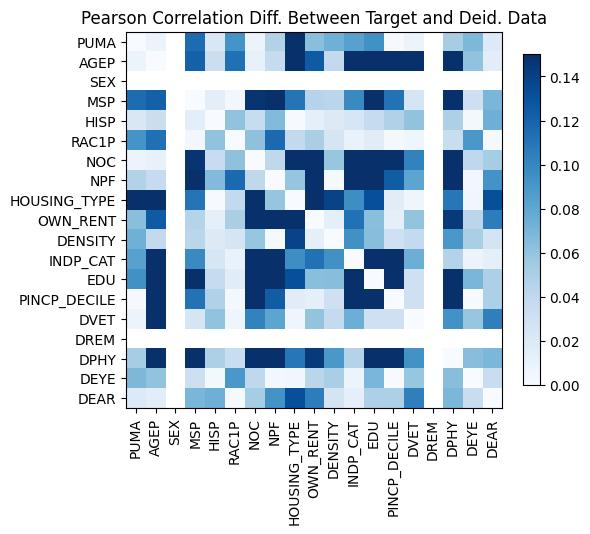 Pearson Correlation Diff. Between Target and Deid. Data
PUMA
AGEP
SEX
MSP
HISP
RAC1P
NOC
NPF
HOUSING_TYPE
OWN_RENT
DENSITY
INDP_CAT
EDU
PINCP_DECILE
DVET
DREM
DPHY
DEYE
DEAR
PUMA
AGEP
SEX
MSP
HISP
RAC1P
NOC
NPF
HOUSING_TYPE
OWN_RENT
DENSITY
INDP_CAT
EDU
PINCP_DECILE
DVET
DREM
DPHY
DEYE
DEAR
0.14
0.12
0.10
0.08
0.06
0.04
0.02
0.00